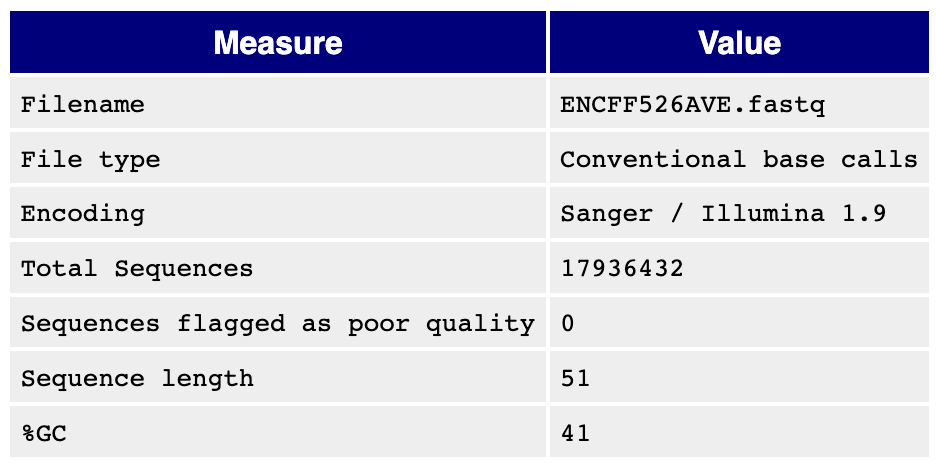 Measure Value
Filename ENCFF526AVE.fastq
File type Conventional base calls
Encoding Sanger / Illumina 1.9
Total Sequences 17936432
Sequences flagged as poor quality 0
Sequence length 51
%GC 41